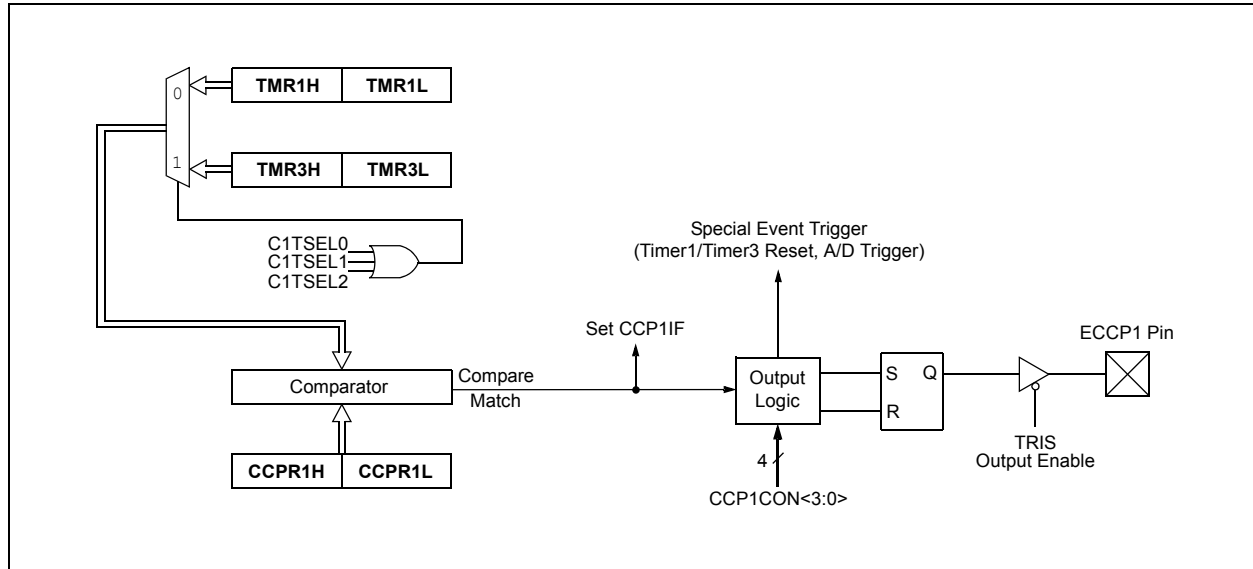 0
TMR1H TMR1L
1
TMR3H TMR3L
C1TSEL0
C1TSEL1
C1TSEL2
Special Event Trigger
(Timer1/Timer3 Reset, A/D Trigger)
Set CCP1IF
ECCP1 Pin
Comparator
Compare
Match
Output
Logic
S Q
R
TRIS
Output Enable
4
CCPR1H CCPR1L
CCP1CON<3:0>